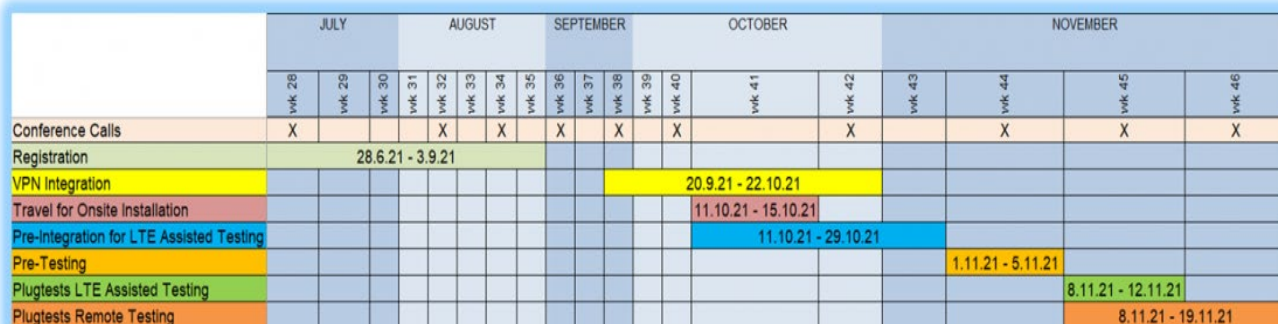 JULY AUGUST SEPTEMBER OCTOBER NOVEMBER
wk 28 wk 29 wk 30 wk 31 wk 32 wk 33 wk 34 wk 35 wk 36 wk 37 wk 38 wk 39 wk 40 wk 41 wk 42 wk 43 wk 44 wk 45 wk 46
Conference Calls X X X X X X X X X X
Registration 28.6.21 - 3.9.21
VPN Integration 20.9.21 - 22.10.21
Travel for Onsite Installation 11.10.21 - 15.10.21
Pre-Integration for LTE Assisted Testing 11.10.21 - 29.10.21
Pre-Testing 1.11.21 - 5.11.21
Plugtests LTE Assisted Testing 8.11.21 - 12.11.21
Plugtests Remote Testing 8.11.21 - 19.11.21